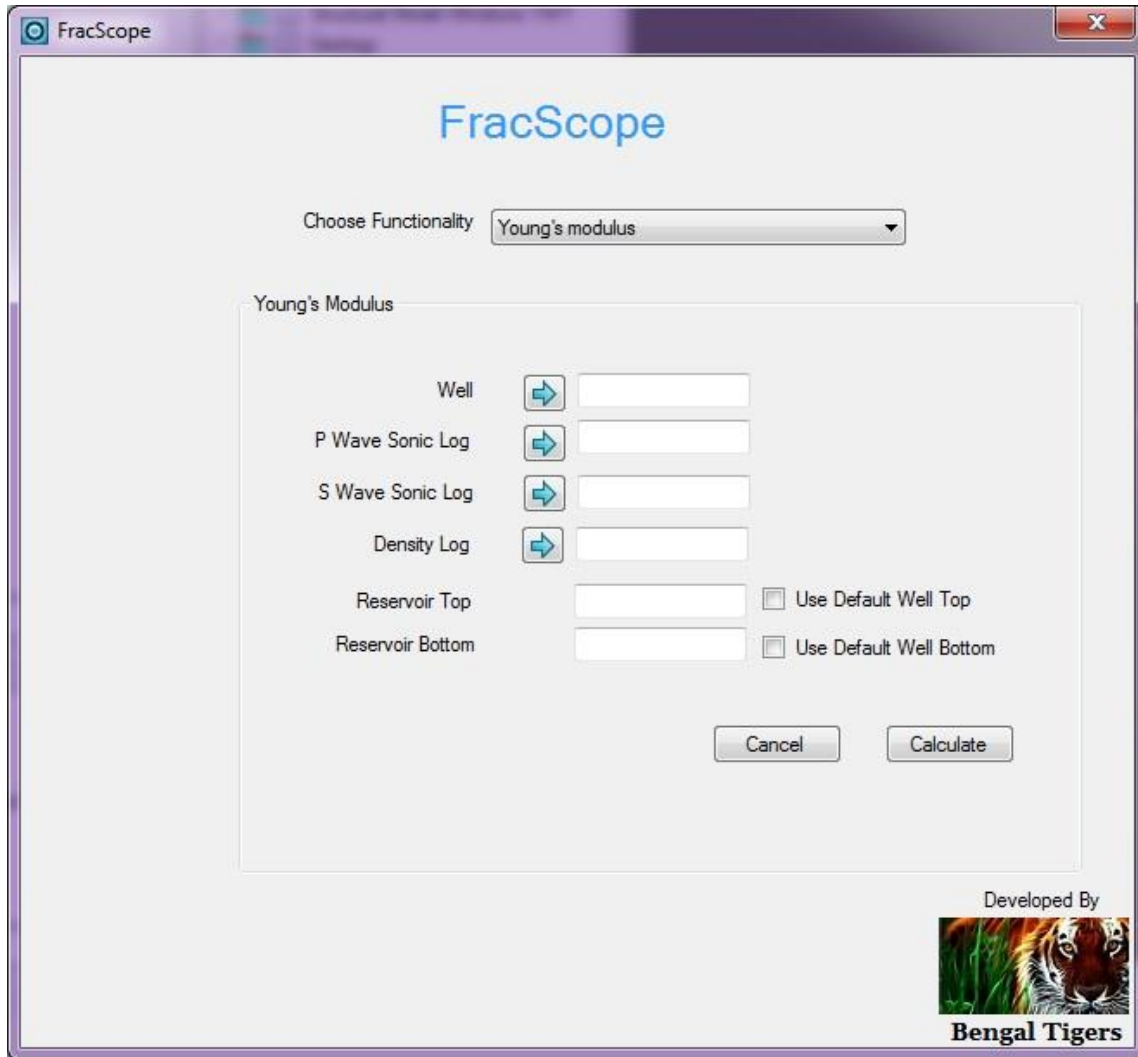 FracScope
FracScope
Choose Functionality Young's modulus
Young's Modulus
Well
P Wave Sonic Log
S Wave Sonic Log
Density Log
Reservoir Top Use Default Well Top
Reservoir Bottom Use Default Well Bottom
Cancel Calculate
Developed By
Bengal Tigers